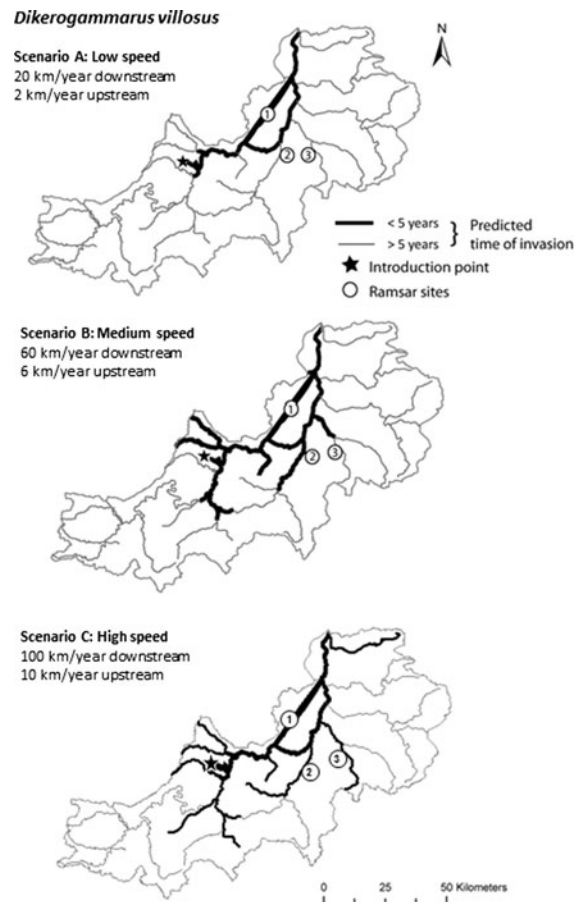 Dikerogammarus villosus
Scenario A: Low speed
20 km/year downstream
2 km/year upstream
N
1
2 3
< 5 years
> 5 years
} Predicted
time of invasion
Introduction point
Ramsar sites
Scenario B: Medium speed
60 km/year downstream
6 km/year upstream
1
2 3
Scenario C: High speed
100 km/year downstream
10 km/year upstream
1
2 3
0 25 50 Kilometers